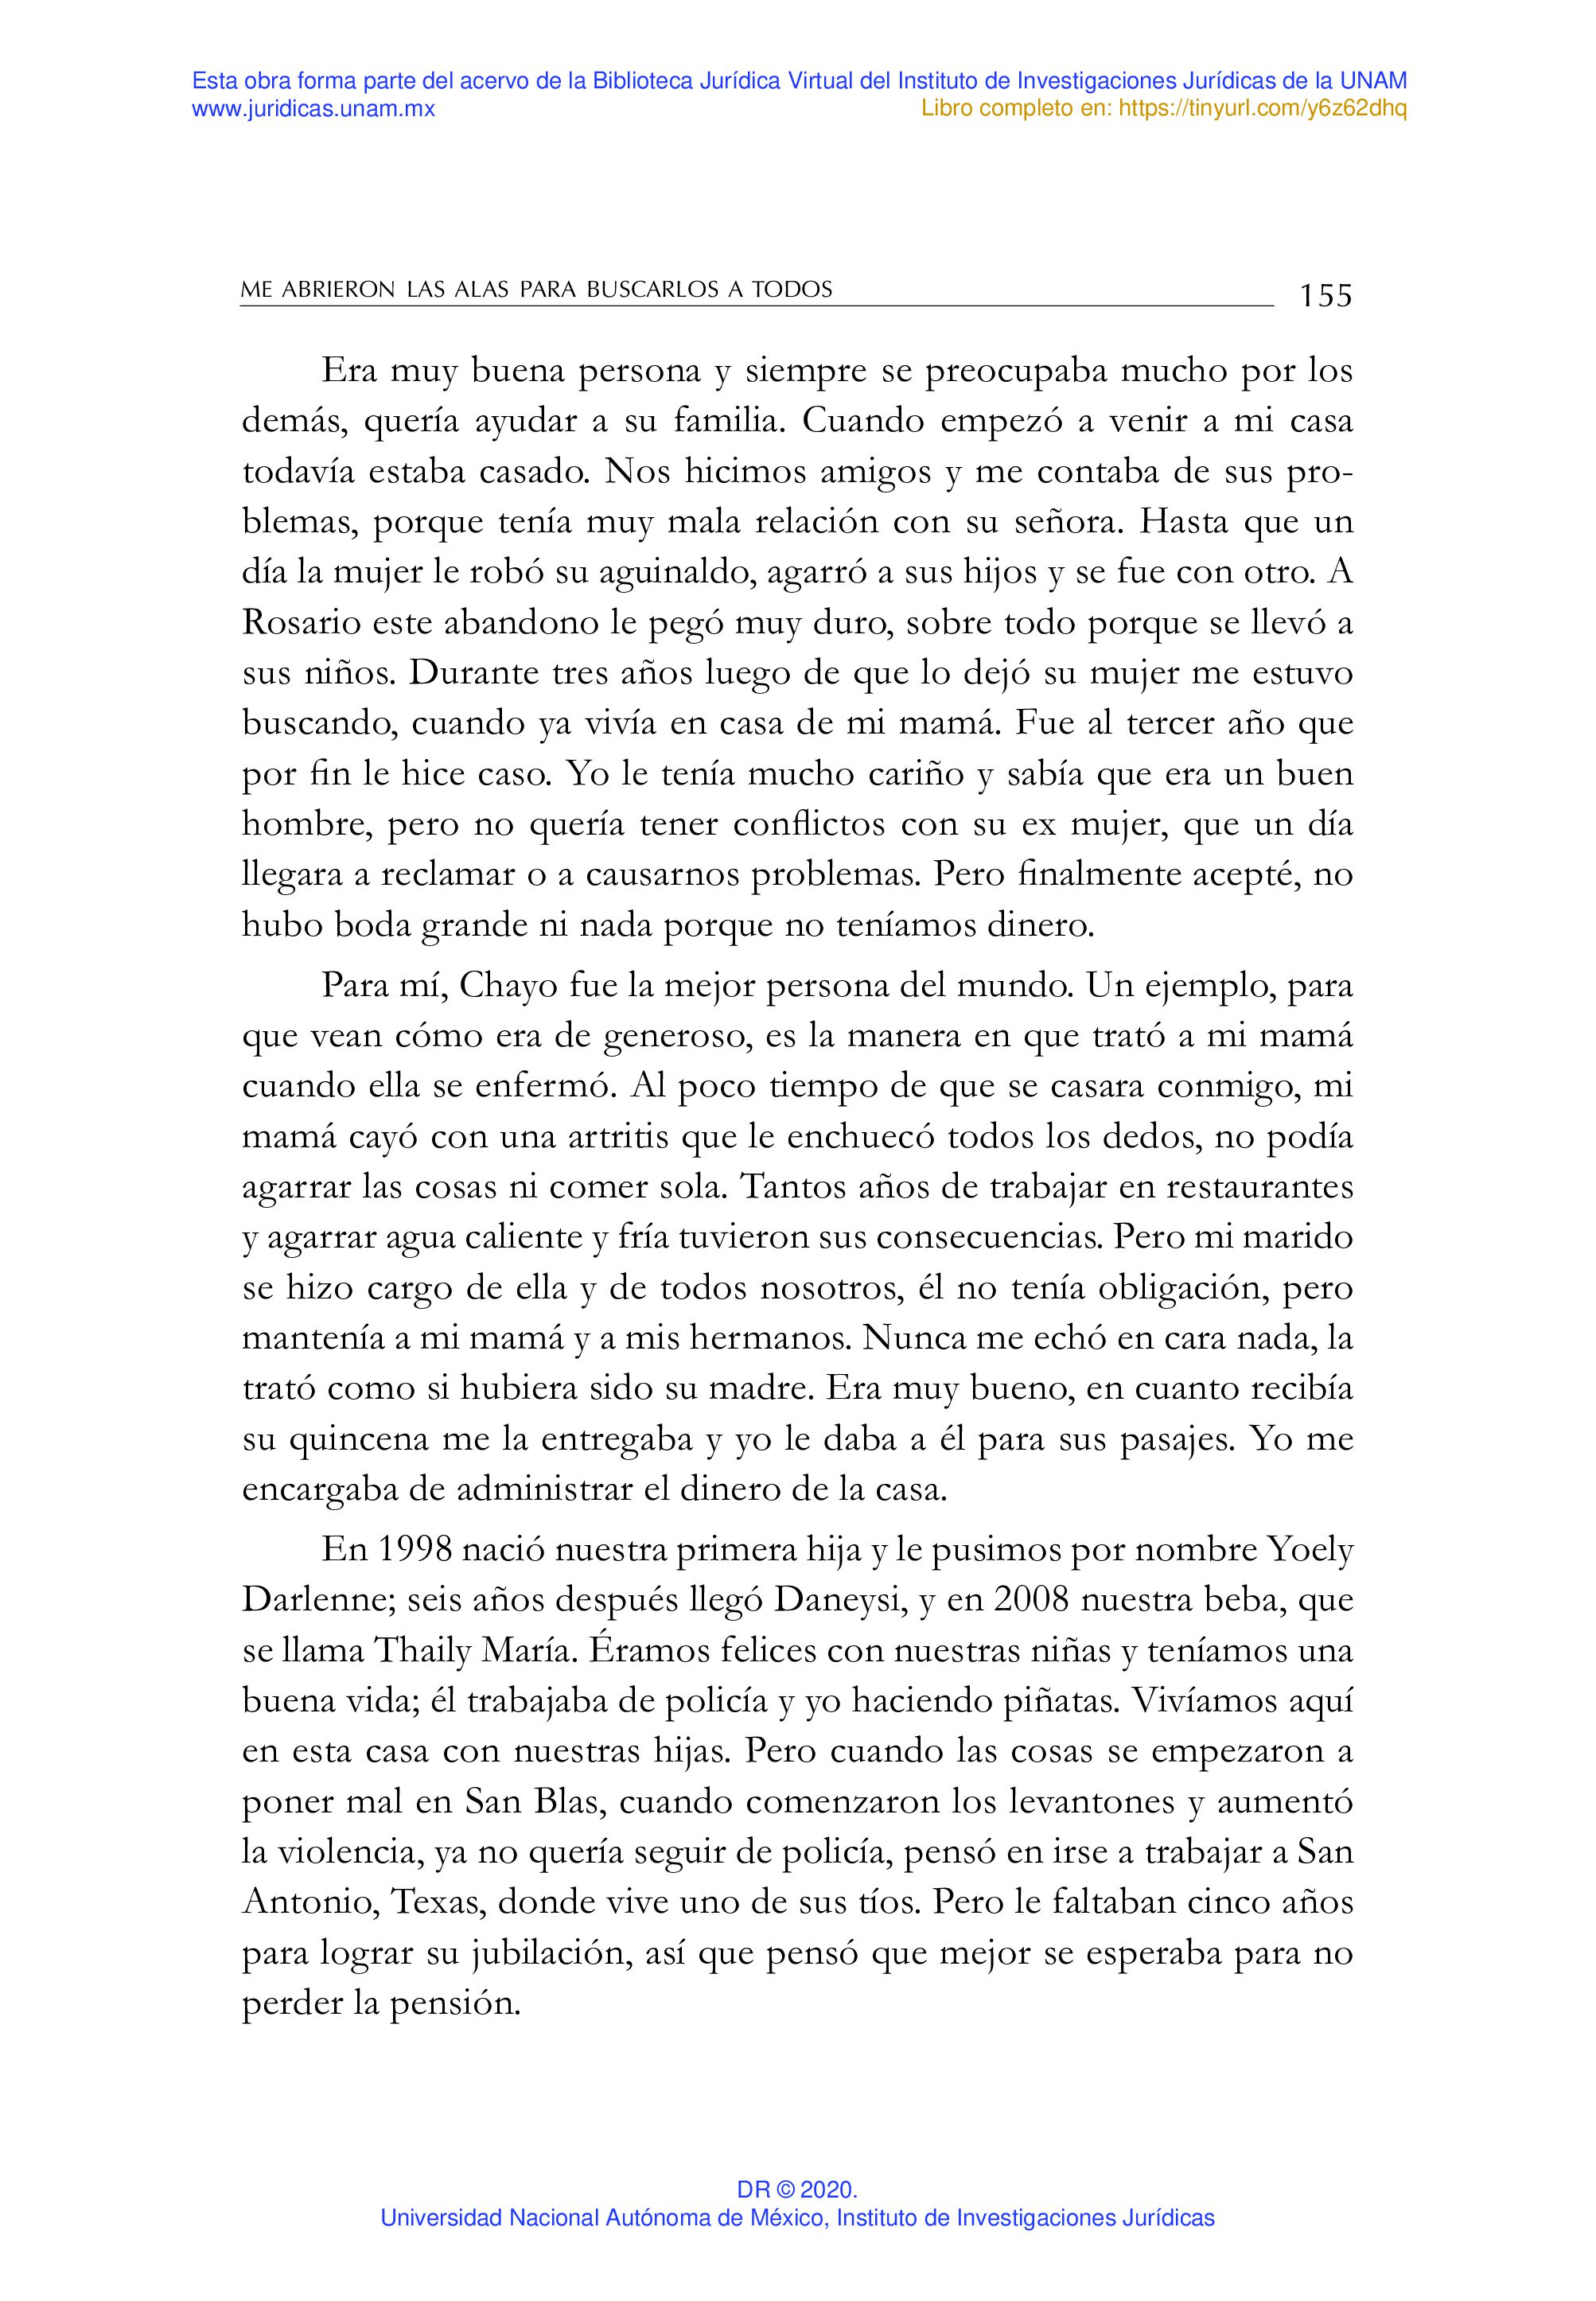 Esta obra forma parte del acervo de la Biblioteca Jurídica Virtual del Instituto de Investigaciones Jurídicas de la UNAM
www.juridicas.unam.mx
Libro completo en: https://tinyurl.com/y6z62dhq
ME ABRIERON LAS ALAS PARA BUSCARLOS A TODOS
155
Era muy buena persona y siempre se preocupaba mucho por los
demás, quería ayudar a su familia. Cuando empezó a venir a mi casa
todavía estaba casado. Nos hicimos amigos y me contaba de sus pro-
blemas, porque tenía muy mala relación con su señora. Hasta que un
día la mujer le robó su aguinaldo, agarró a sus hijos y se fue con otro. A
Rosario este abandono le pegó muy duro, sobre todo porque se llevó a
sus niños. Durante tres años luego de que lo dejó su mujer me estuvo
buscando, cuando ya vivía en casa de mi mamá. Fue al tercer año que
por fin le hice caso. Yo le tenía mucho cariño y sabía que era un buen
hombre, pero no quería tener conflictos con su ex mujer, que un día
llegara a reclamar o a causarnos problemas. Pero finalmente acepté, no
hubo boda grande ni nada porque no teníamos dinero.
Para mí, Chayo fue la mejor persona del mundo. Un ejemplo, para
que vean cómo era de generoso, es la manera en que trató a mi mamá
cuando ella se enfermó. Al poco tiempo de que se casara conmigo, mi
mamá cayó con una artritis que le enchuecó todos los dedos, no podía
agarrar las cosas ni comer sola. Tantos años de trabajar en restaurantes
y agarrar agua caliente y fría tuvieron sus consecuencias. Pero mi marido
se hizo cargo de ella y de todos nosotros, él no tenía obligación, pero
mantenía a mi mamá y a mis hermanos. Nunca me echó en cara nada, la
trató como si hubiera sido su madre. Era muy bueno, en cuanto recibía
su quincena me la entregaba y yo le daba a él para sus pasajes. Yo me
encargaba de administrar el dinero de la casa.
En 1998 nació nuestra primera hija y le pusimos por nombre Yoely
Darlenne; seis años después llegó Daneysi, y en 2008 nuestra beba, que
se llama Thaily María. Éramos felices con nuestras niñas y teníamos una
buena vida; él trabajaba de policía y yo haciendo piñatas. Vivíamos aquí
en esta casa con nuestras hijas. Pero cuando las cosas se empezaron a
poner mal en San Blas, cuando comenzaron los levantones y aumentó
la violencia, ya no quería seguir de policía, pensó en irse a trabajar a San
Antonio, Texas, donde vive uno de sus tíos. Pero le faltaban cinco años
para lograr su jubilación, así que pensó que mejor se esperaba para no
perder la pensión.
DR © 2020.
Universidad Nacional Autónoma de México, Instituto de Investigaciones Jurídicas